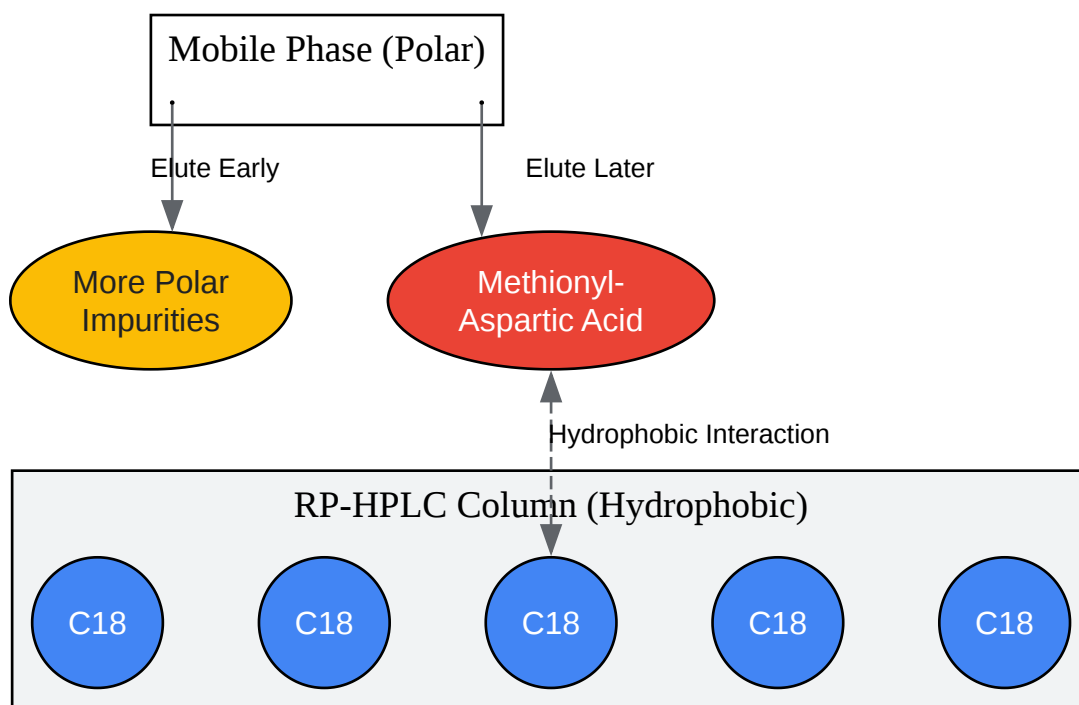 Mobile Phase (Polar)
Elute Early
Elute Later
More Polar
Impurities
Methionyl-
Aspartic Acid
Hydrophobic Interaction
RP-HPLC Column (Hydrophobic)
C18
C18
C18
C18
C18